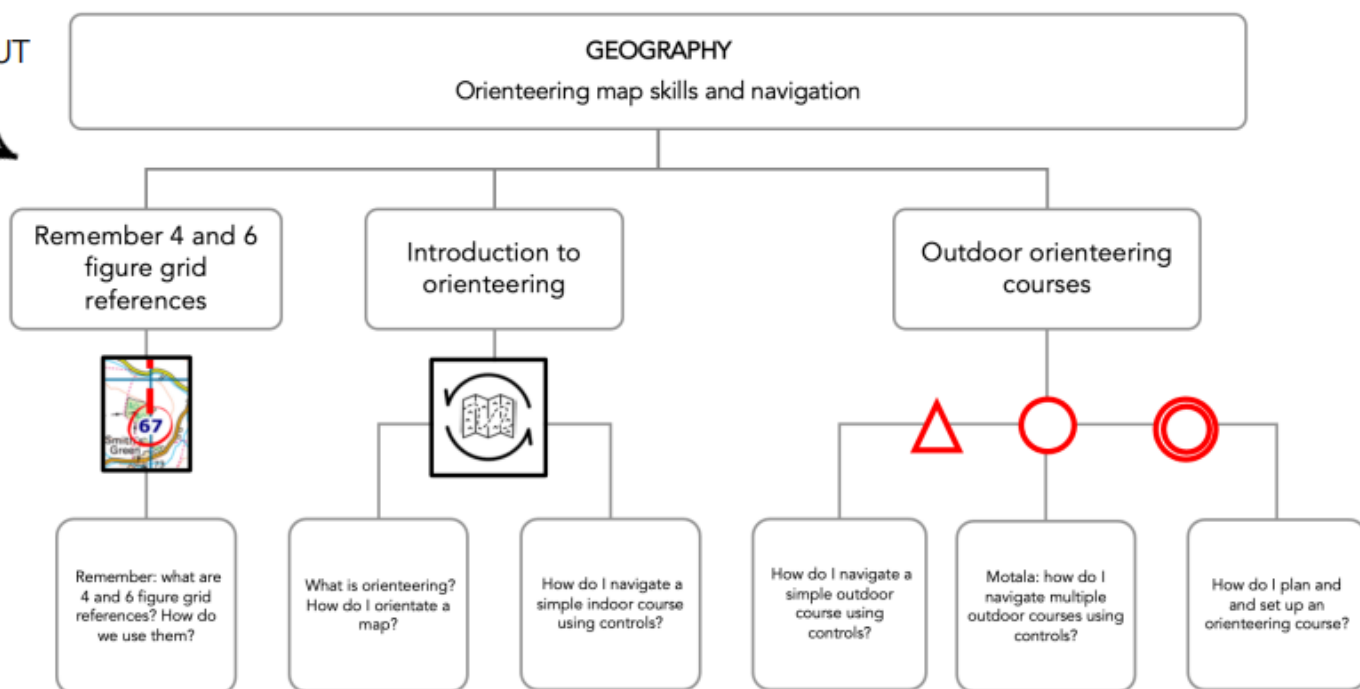 UT
GEOGRAPHY
Orienteering map skills and navigation
Remember 4 and 6
figure grid
references
Introduction to
orienteering
Outdoor orienteering
courses
67
Smith
Green
Remember: what are
4 and 6 figure grid
references? How do
we use them?
What is orienteering?
How do I orientate a
map?
How do I navigate a
simple indoor course
using controls?
How do I navigate a
simple outdoor
course using
controls?
Motala: how do I
navigate multiple
outdoor courses using
controls?
How do I plan and
and set up an
orienteering course?